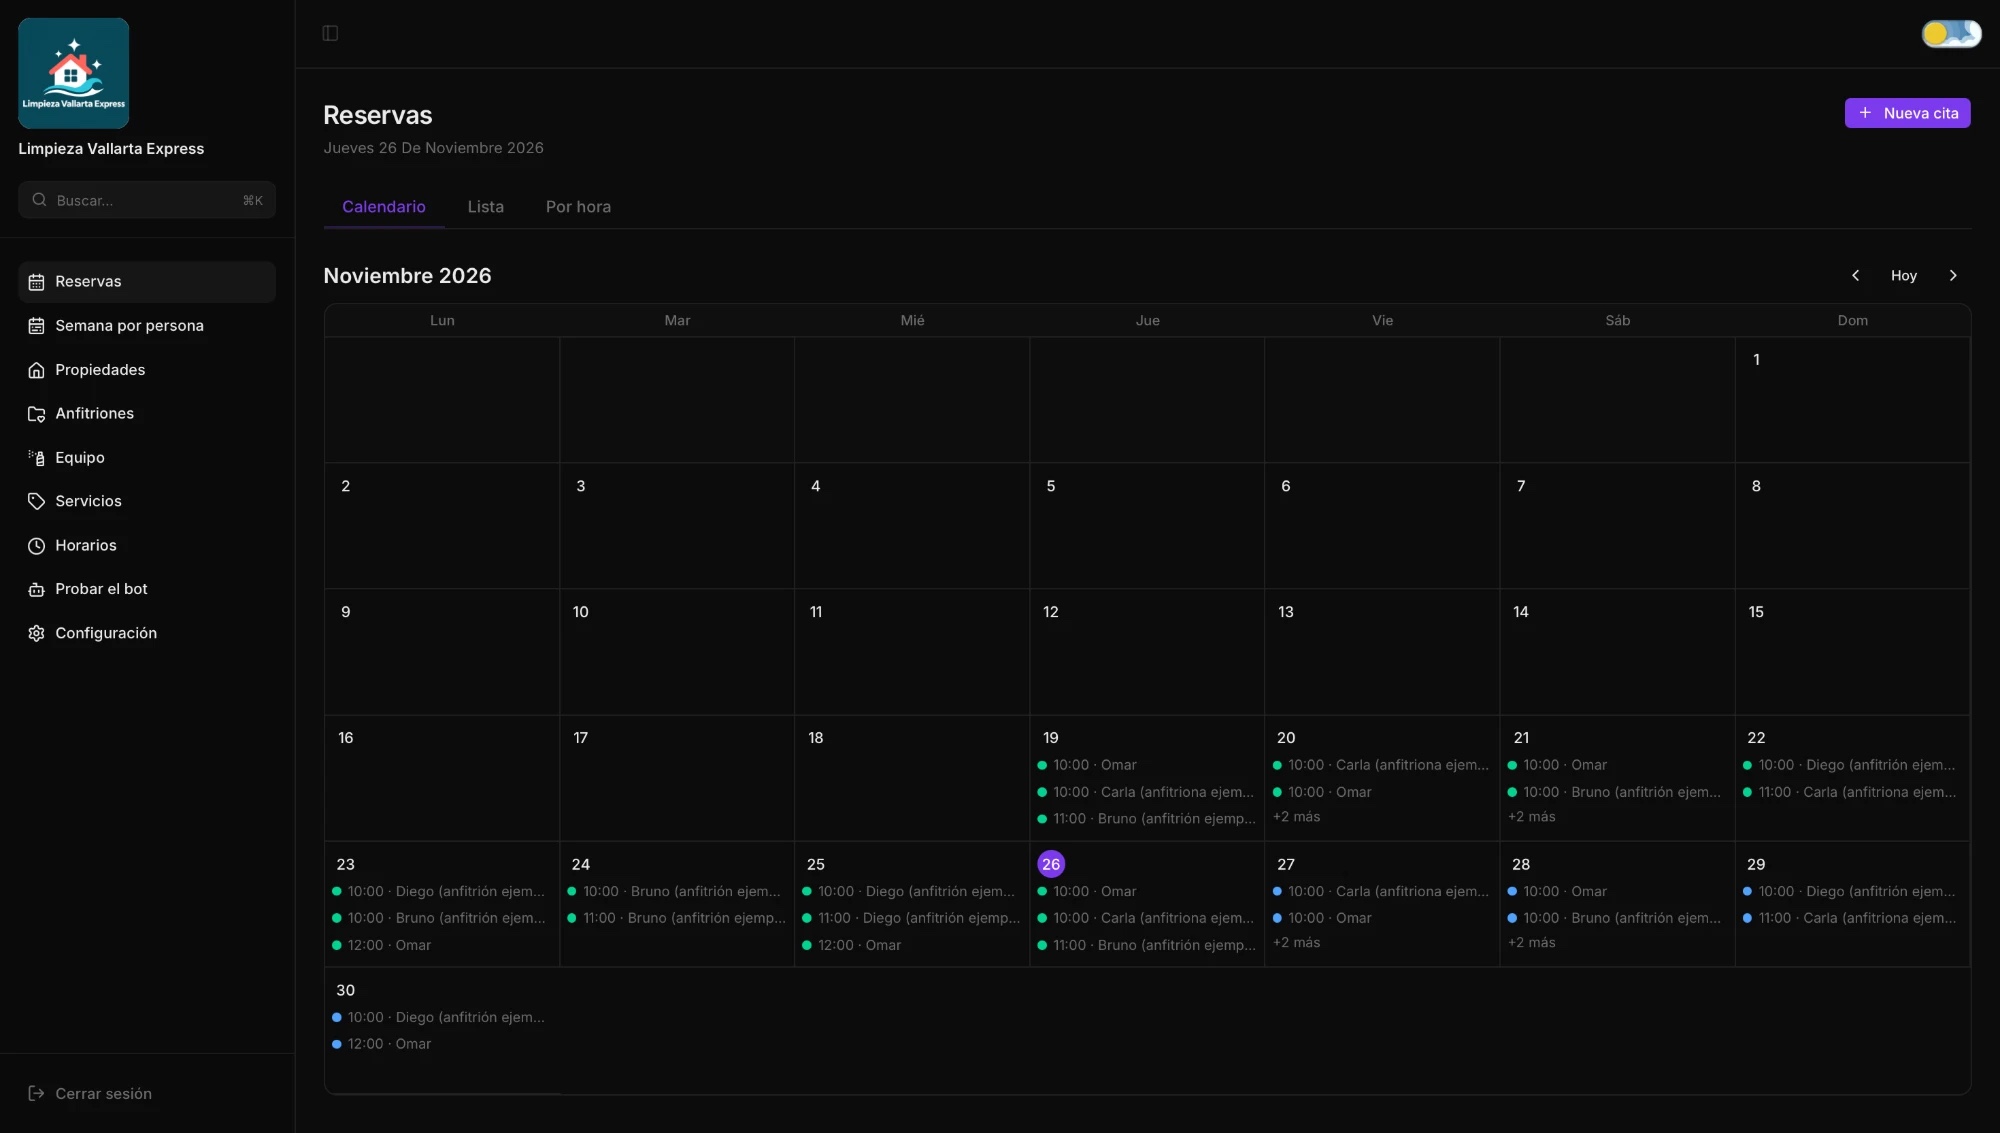 Limpieza Vallarta Express
Limpieza Vallarta Express
Buscar... ⌘K
Reservas
Semana por persona
Propiedades
Anfitriones
Equipo
Servicios
Horarios
Probar el bot
Configuración
Cerrar sesión
Reservas
Jueves 26 De Noviembre 2026
+ Nueva cita
Calendario Lista Por hora
Noviembre 2026
< Hoy >
Lun Mar Mié Jue Vie Sáb Dom
1
2 3 4 5 6 7 8
9 10 11 12 13 14 15
16
17
18
19
10:00 · Omar
10:00 · Carla (anfitriona ejem...
11:00 · Bruno (anfitrión ejemp...
20
10:00 · Carla (anfitriona ejem...
10:00 · Omar
+2 más
21
10:00 · Omar
10:00 · Bruno (anfitrión ejem...
+2 más
22
10:00 · Diego (anfitrión ejem...
11:00 · Carla (anfitriona ejem...
23
10:00 · Diego (anfitrión ejem...
10:00 · Bruno (anfitrión ejem...
12:00 · Omar
24
10:00 · Bruno (anfitrión ejem...
11:00 · Bruno (anfitrión ejemp...
25
10:00 · Diego (anfitrión ejem...
11:00 · Diego (anfitrión ejemp...
12:00 · Omar
26
10:00 · Omar
10:00 · Carla (anfitriona ejem...
11:00 · Bruno (anfitrión ejemp...
27
10:00 · Carla (anfitriona ejem...
10:00 · Omar
+2 más
28
10:00 · Omar
10:00 · Bruno (anfitrión ejem...
+2 más
29
10:00 · Diego (anfitrión ejem...
11:00 · Carla (anfitriona ejem...
30
10:00 · Diego (anfitrión ejem...
12:00 · Omar